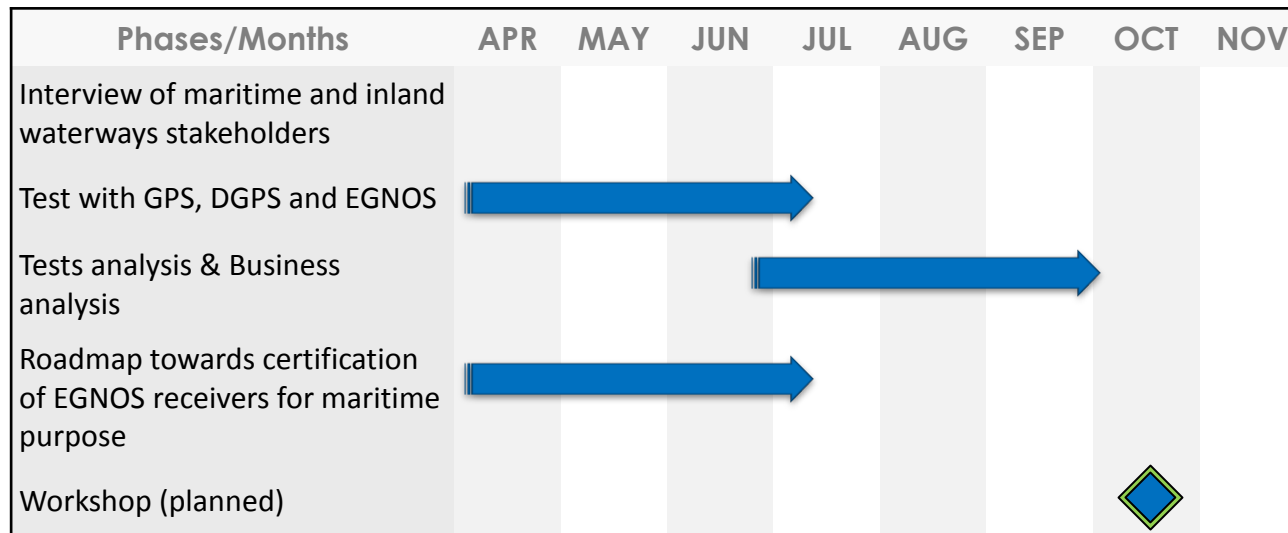 Phases/Months APR MAY JUN JUL AUG SEP OCT NOV
Interview of maritime and inland
waterways stakeholders
Test with GPS, DGPS and EGNOS
Tests analysis & Business
analysis
Roadmap towards certification
of EGNOS receivers for maritime
purpose
Workshop (planned)